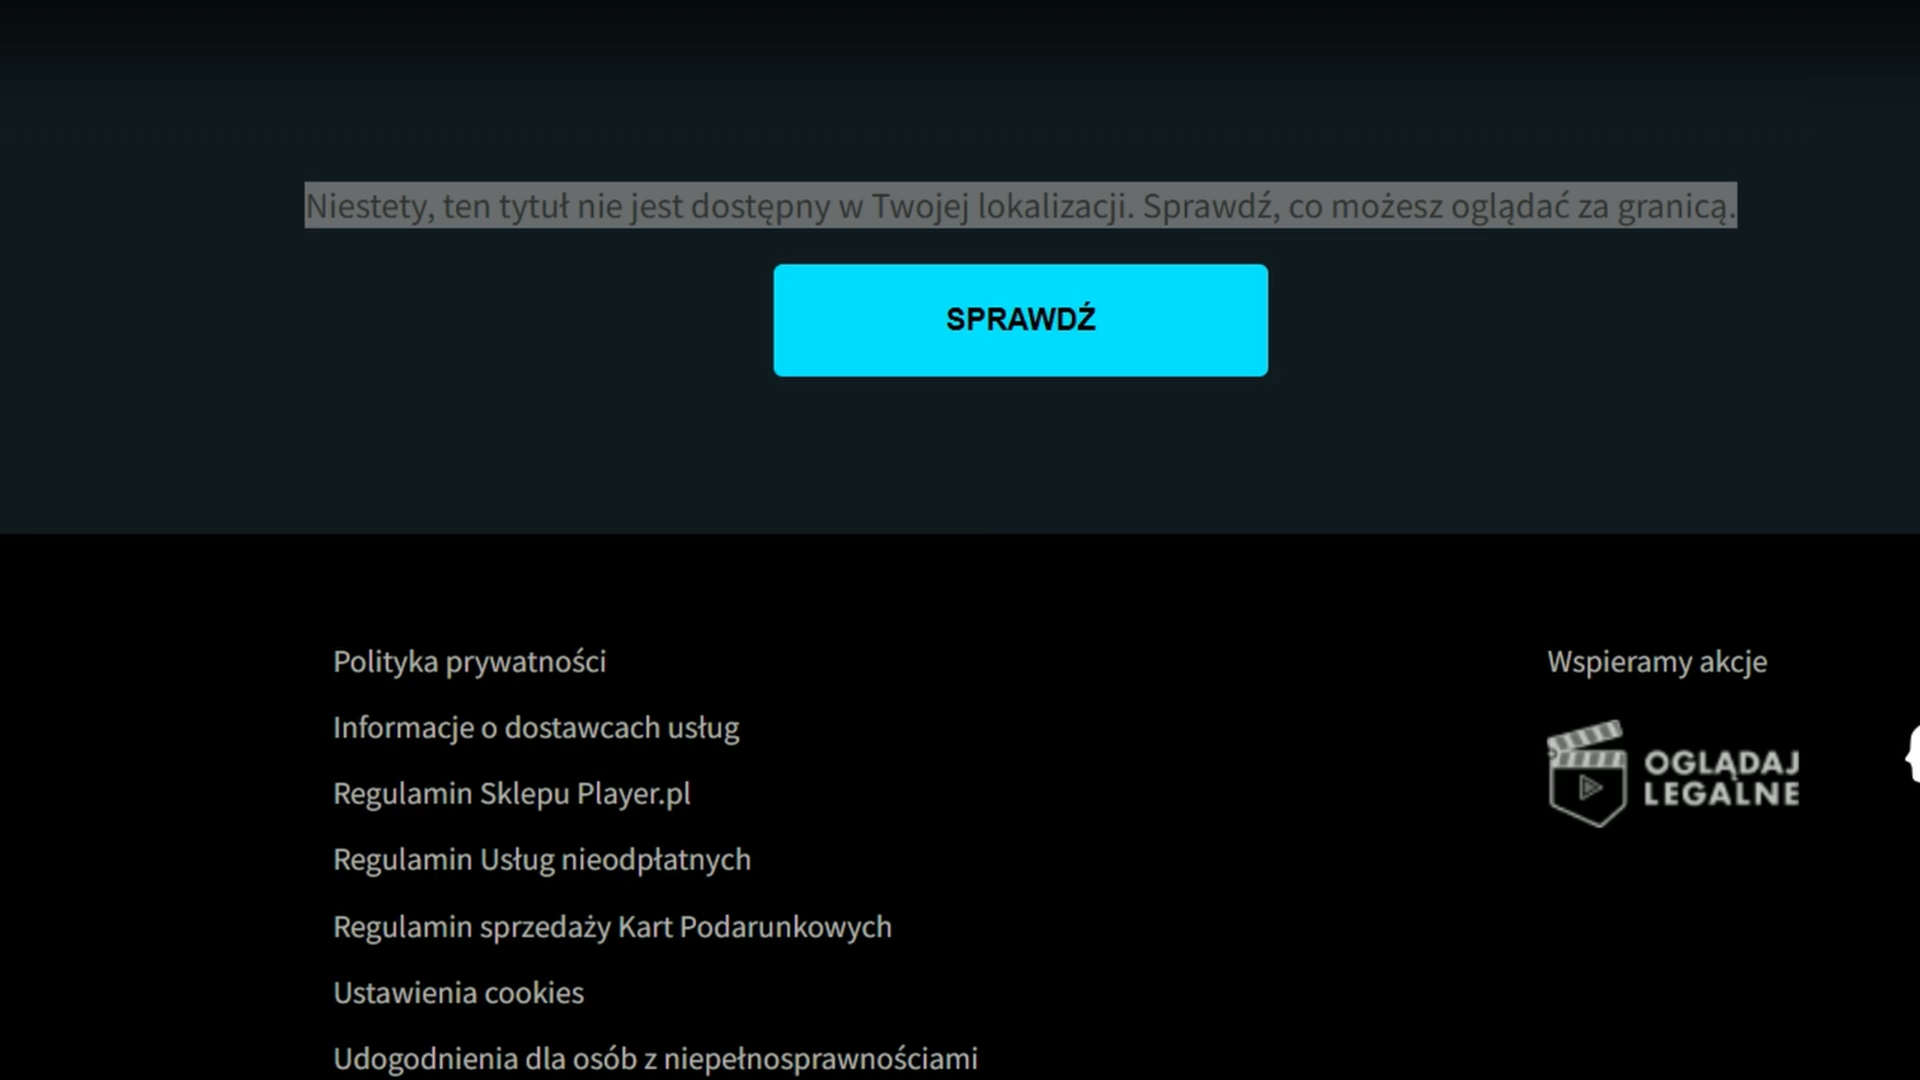 Niestety, ten tytuł nie jest dostępny w Twojej lokalizacji. Sprawdź, co możesz oglądać za granicą.
SPRAWDŹ
Polityka prywatności
Informacje o dostawcach usług
Regulamin Sklepu Player.pl
Regulamin Usług nieodpłatnych
Regulamin sprzedaży Kart Podarunkowych
Ustawienia cookies
Udogodnienia dla osób z niepełnosprawnościami
Wspieramy akcje
OGLĄDAJ
LEGALNE